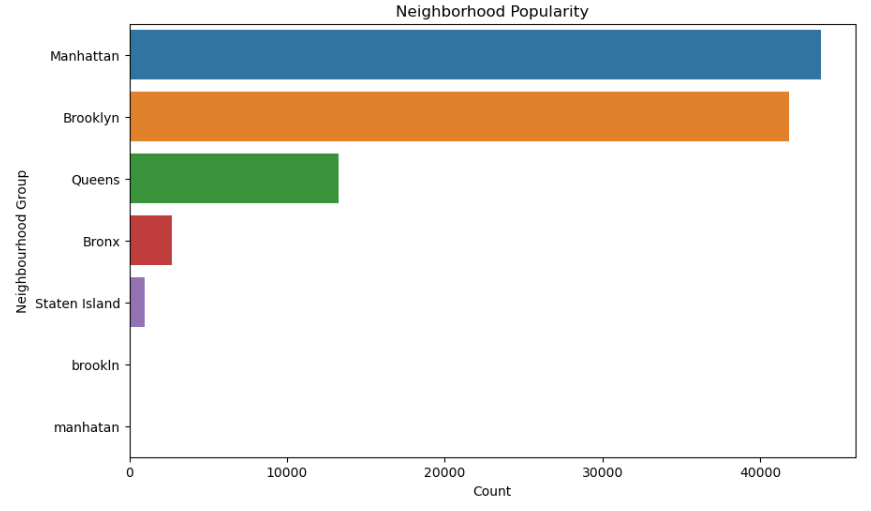 Neighborhood Popularity
Neighbourhood Group
Manhattan
Brooklyn
Queens
Bronx
Staten Island
brookln
manhatan
0 10000 20000 30000 40000
Count